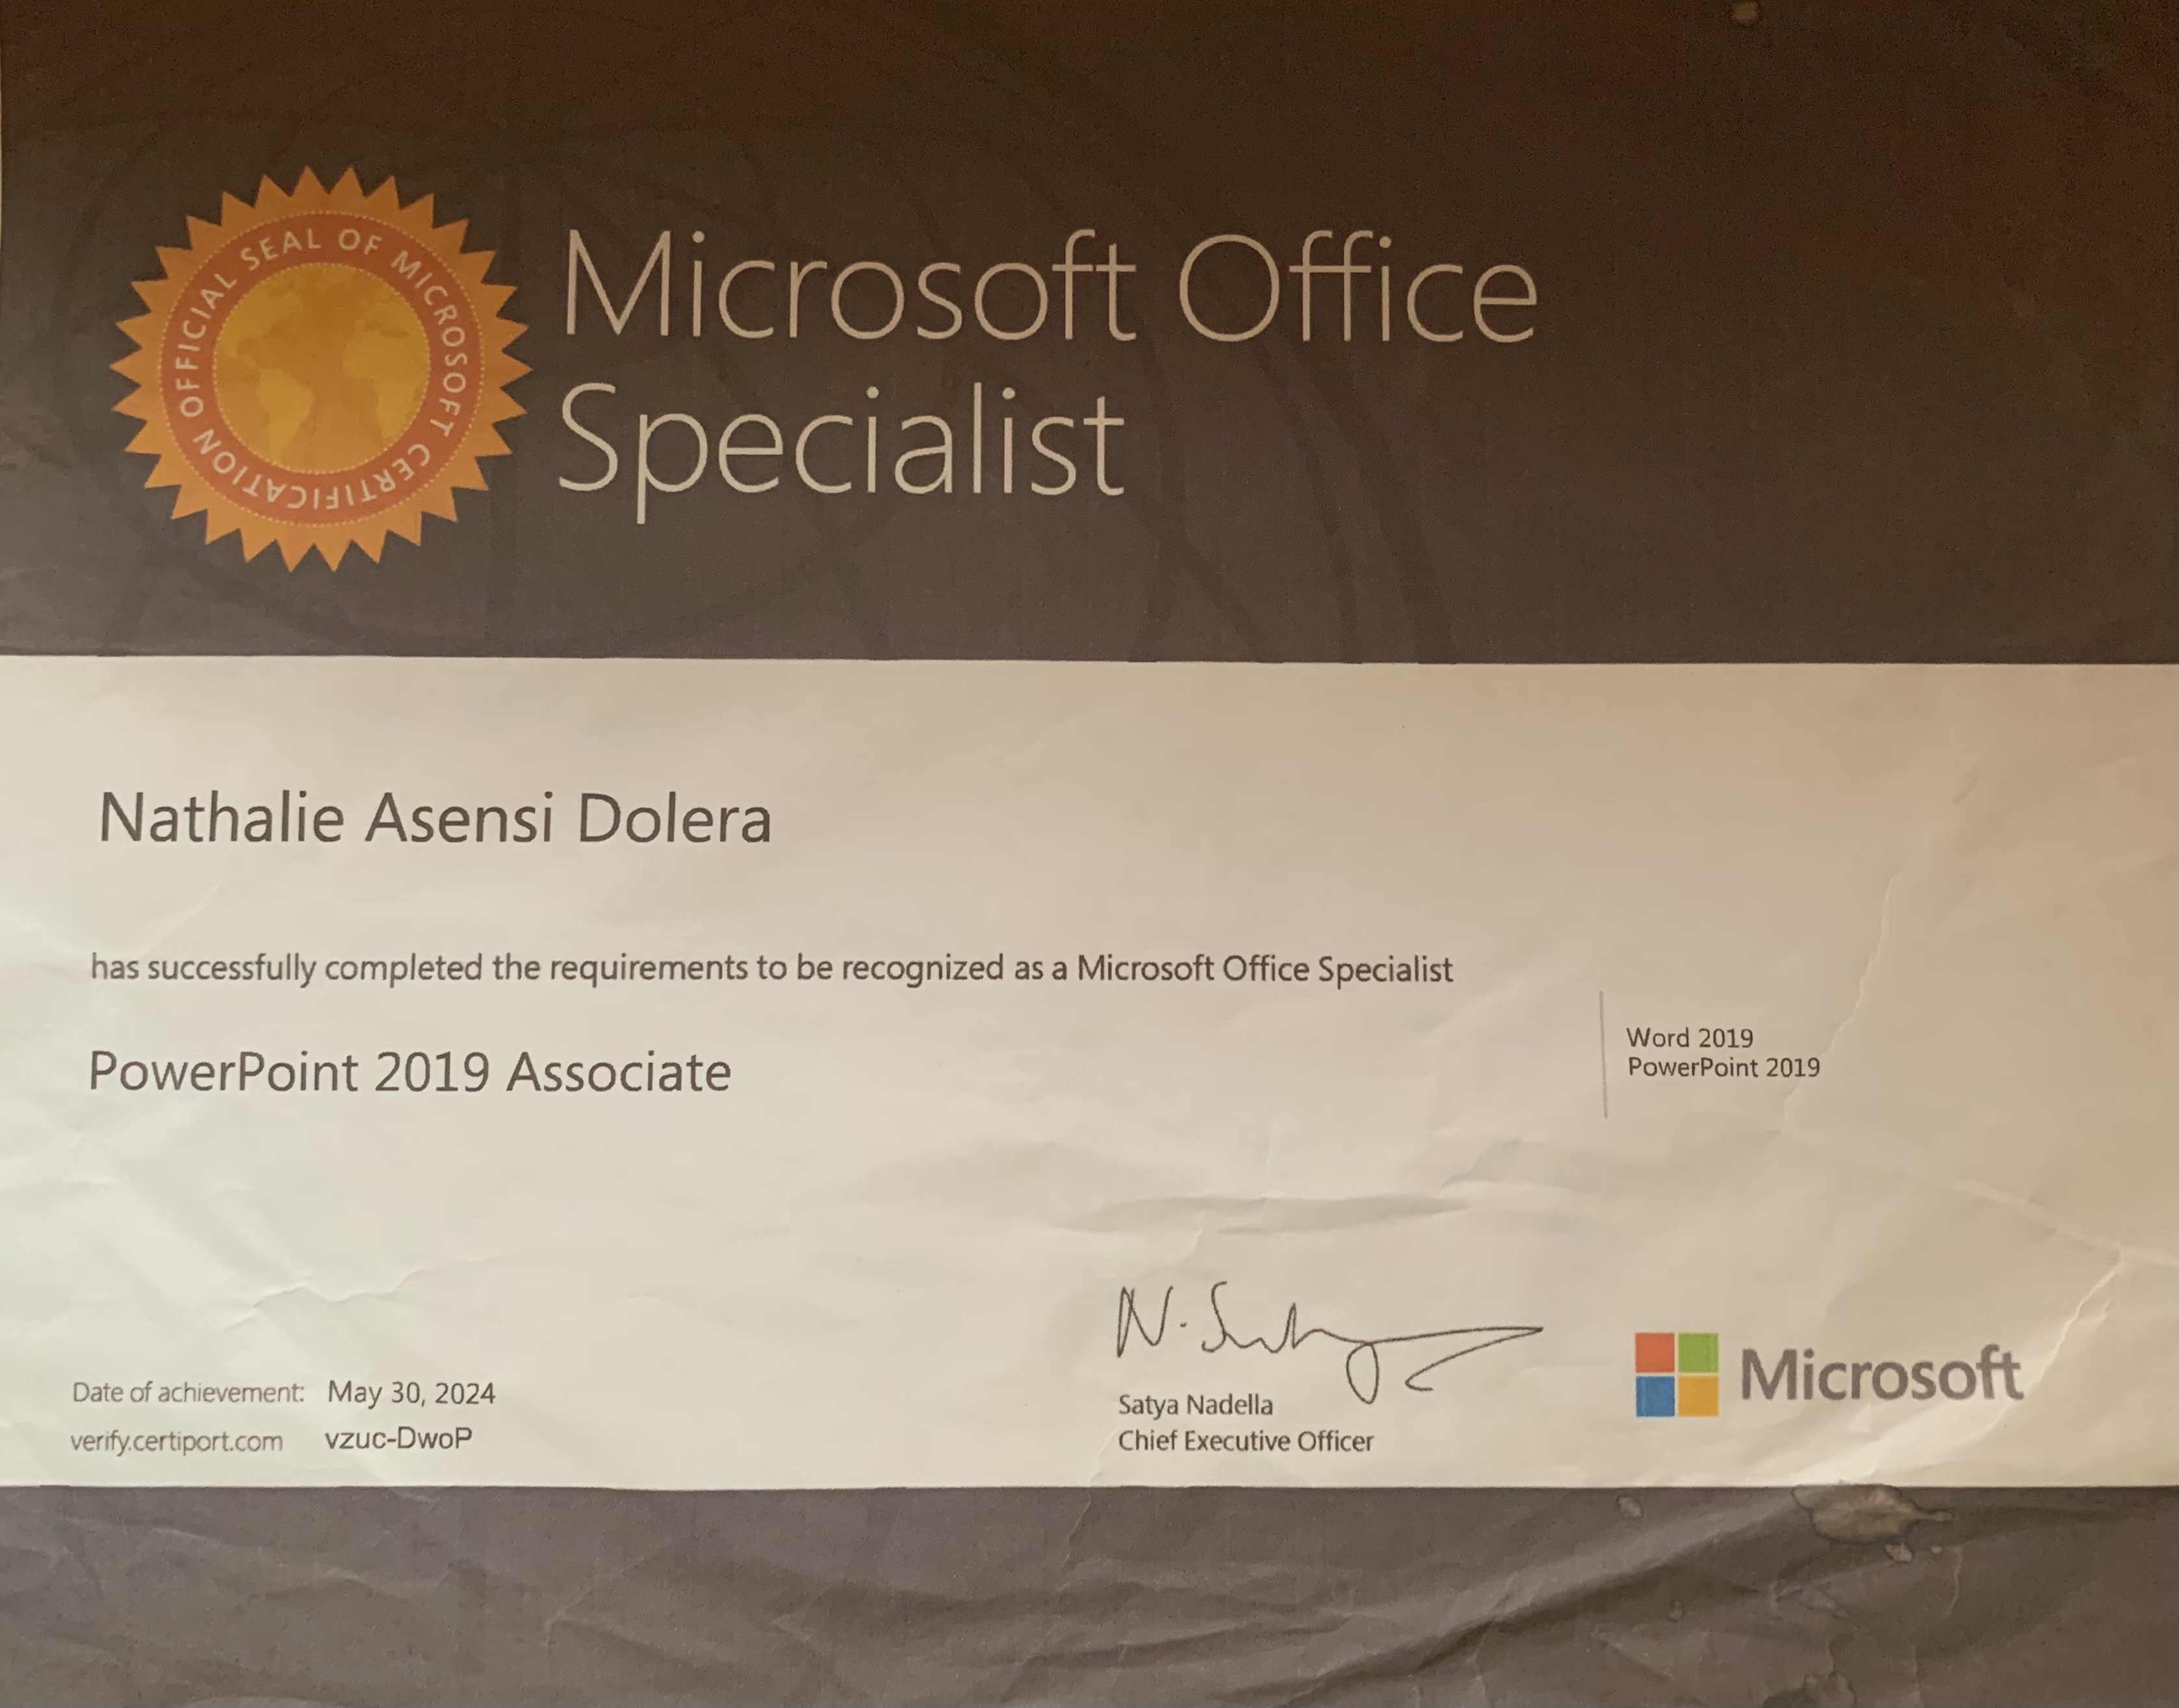 OFFICIAL SEAL OF MICROSOFT CERTIFICATION
Microsoft Office
Specialist
Nathalie Asensi Dolera
has successfully completed the requirements to be recognized as a Microsoft Office Specialist
PowerPoint 2019 Associate
Word 2019
PowerPoint 2019
N. Satya
Satya Nadella
Chief Executive Officer
Microsoft
Date of achievement: May 30, 2024
verify.certiport.com vzuc-DwoP